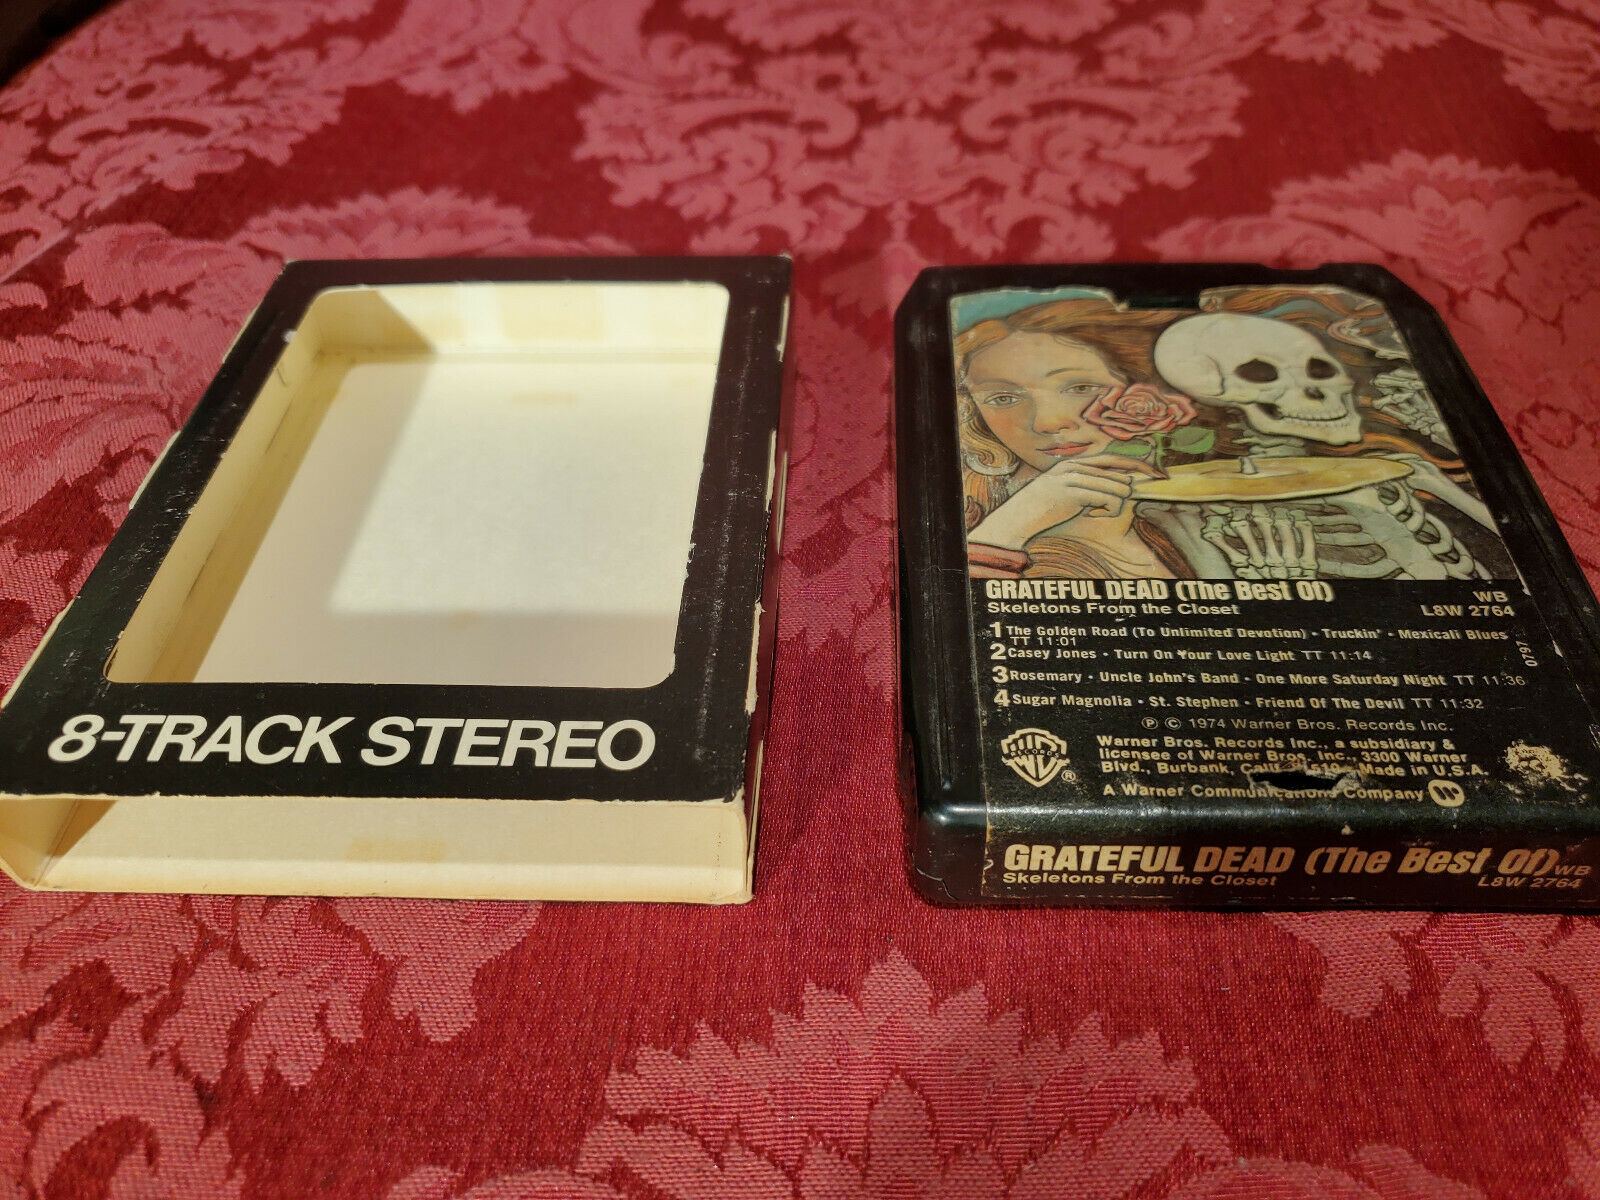 8-TRACK STEREO
GRATEFUL DEAD (The Best Of)
Skeletons From the Closet
WB
L8W 2764
1 The Golden Road (To Unlimited Devotion) • Truckin' • Mexicali Blues
TT 11:01
2 Casey Jones • Turn On Your Love Light TT 11:14
3 Rosemary • Uncle John's Band • One More Saturday Night TT 11:36
4 Sugar Magnolia • St. Stephen • Friend Of The Devil TT 11:32
0797
℗ © 1974 Warner Bros. Records Inc.
RECORDS
W ®
Warner Bros. Records Inc., a subsidiary &
licensee of Warner Bros. Inc., 3300 Warner
Blvd., Burbank, Made in U.S.A.
A Warner Communications Company
GRATEFUL DEAD (The Best Of) WB
Skeletons From the Closet L8W 2764